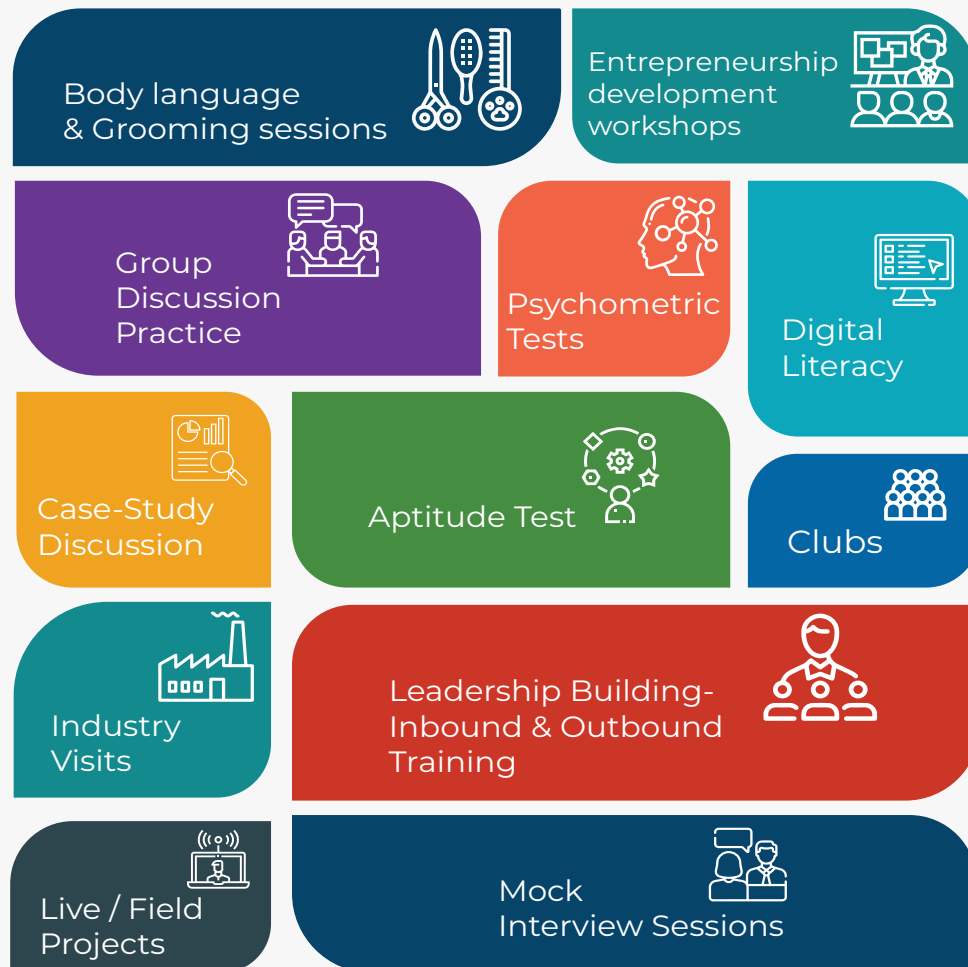 Body language
& Grooming sessions
Entrepreneurship
development
workshops
Group
Discussion
Practice
Psychometric
Tests
Digital
Literacy
Case-Study
Discussion
Aptitude Test
Clubs
Industry
Visits
Leadership Building-
Inbound & Outbound
Training
Live / Field
Projects
Mock
Interview Sessions